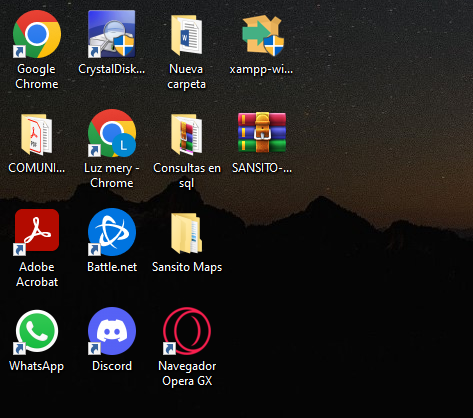 Google
Chrome
CrystalDisk...
Nueva
carpeta
xampp-wi...
COMUNI...
L
Luz mery -
Chrome
Consultas en
sql
SANSITO-...
Adobe
Acrobat
Battle.net
Sansito Maps
WhatsApp
Discord
Navegador
Opera GX